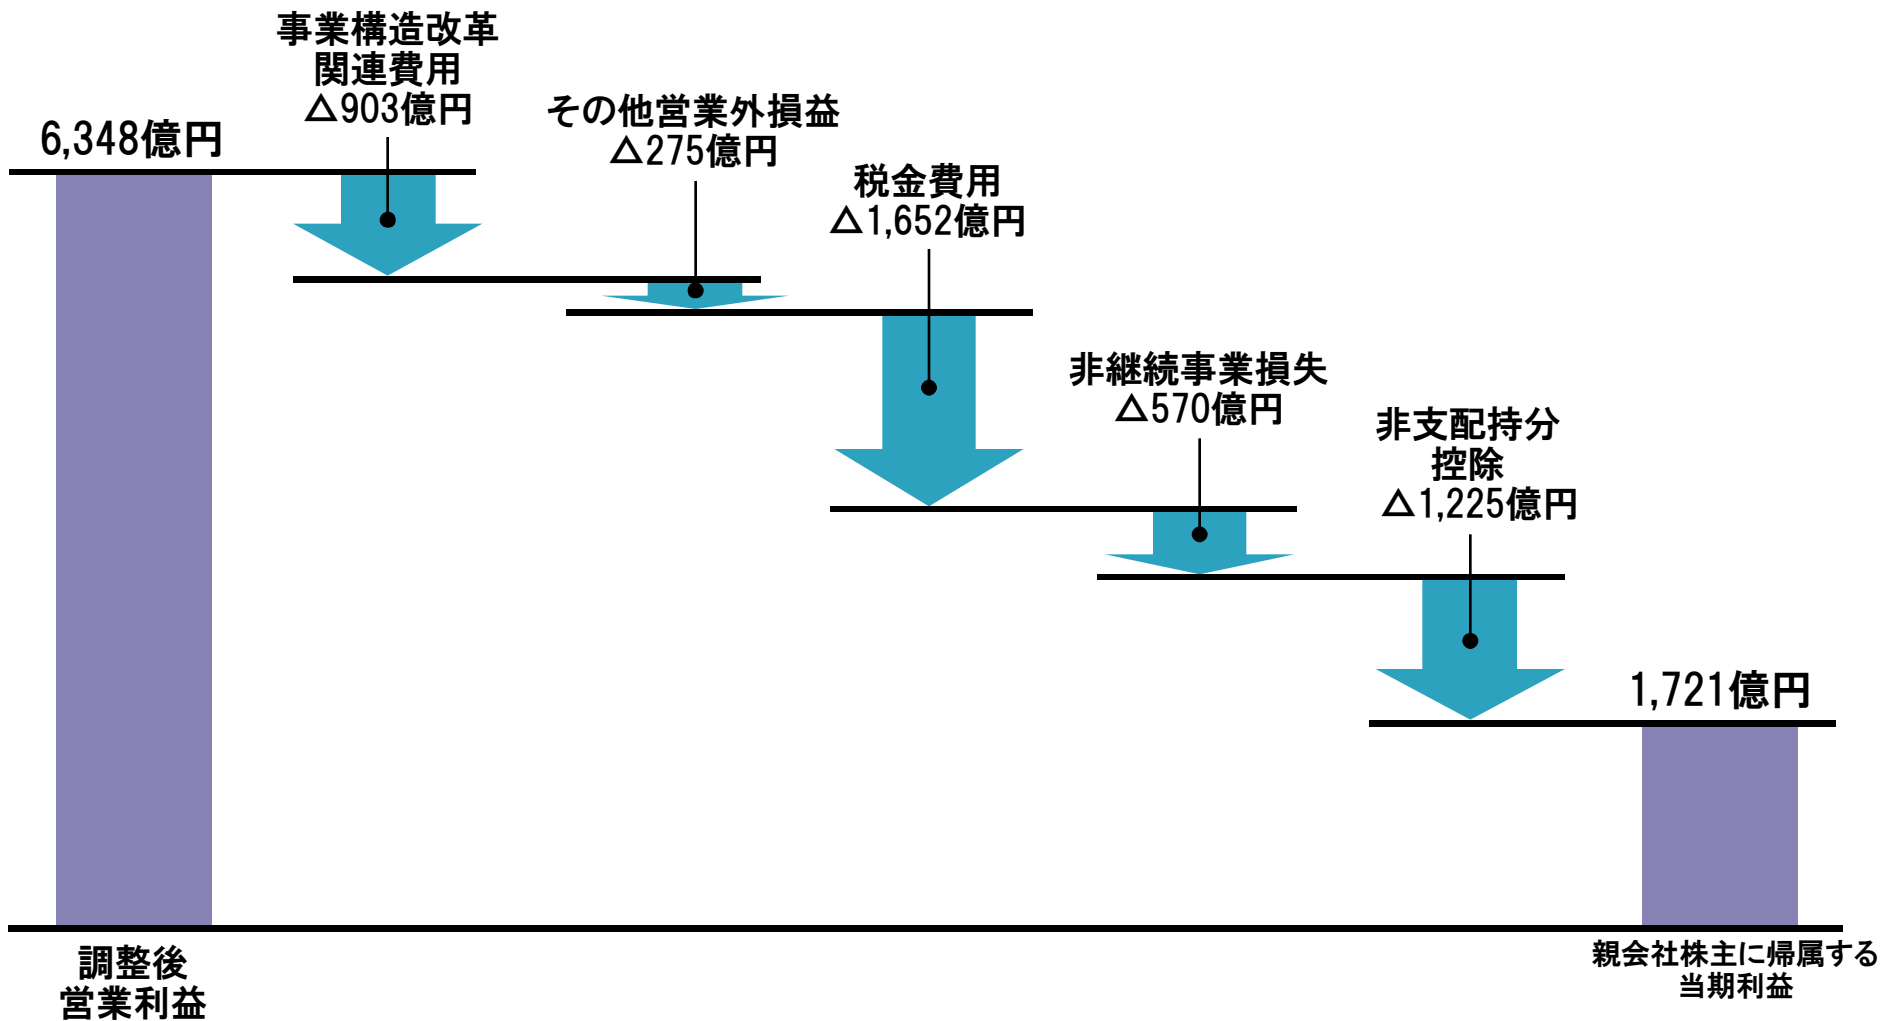 事業構造改革
関連費用
△903億円
6,348億円
その他営業外損益
△275億円
税金費用
△1,652億円
非継続事業損失
△570億円
非支配持分
控除
△1,225億円
1,721億円
調整後
営業利益
親会社株主に帰属する
当期利益